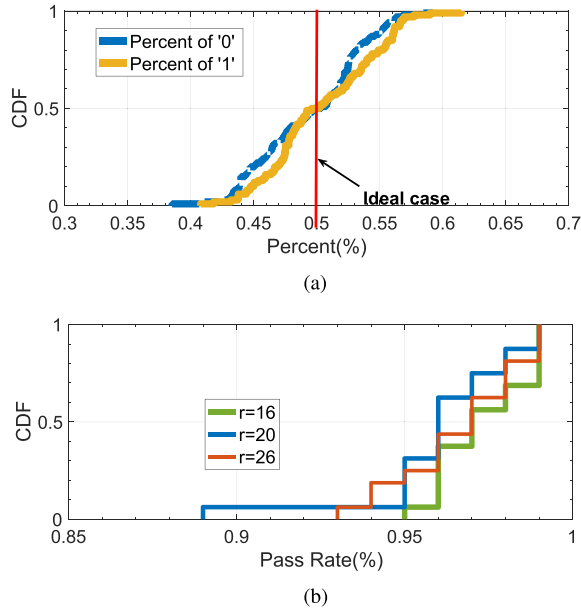 1
Percent of '0'
Percent of '1'
CDF
0.5
Ideal case
0
0.3
0.4
0.45
0.5
0.55
0.6
0.65
0.7
Percent(%)
(a)
1
r=16
r=20
r=26
CDF
0.5
0
0.85
0.9
0.95
1
Pass Rate(%)
(b)